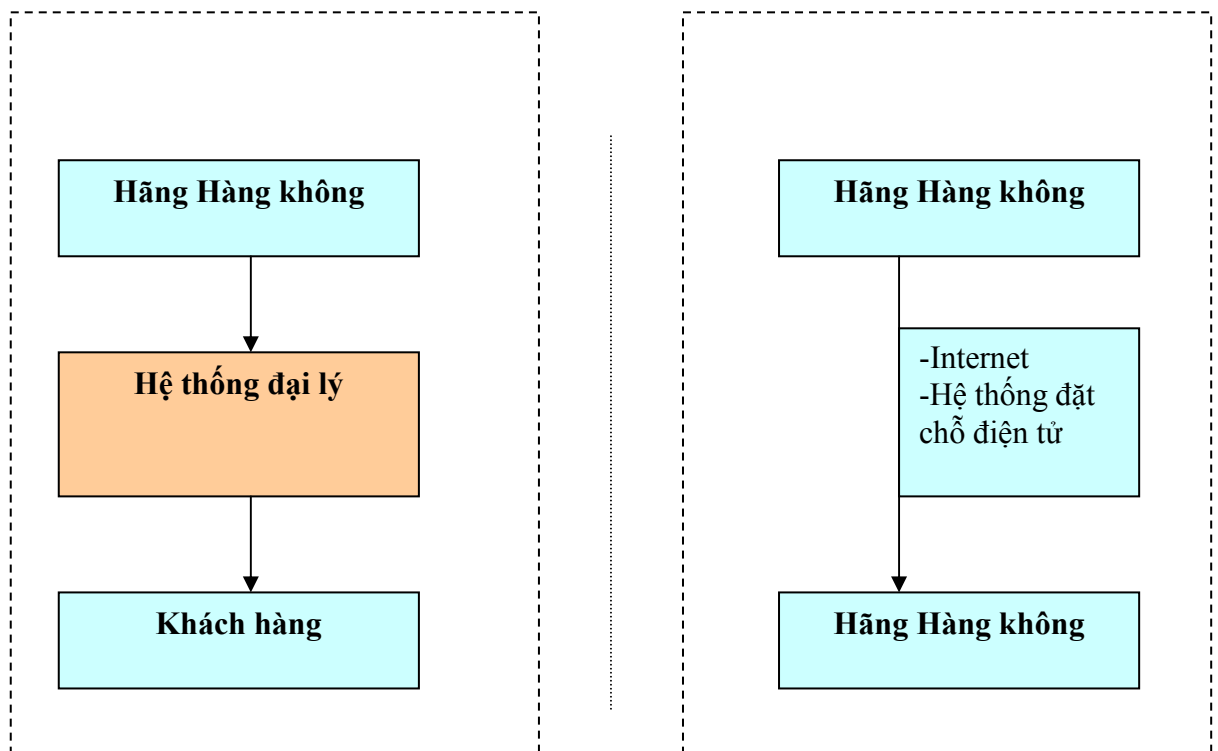 Hãng Hàng không
Hệ thống đại lý
Khách hàng
Hãng Hàng không
-Internet
-Hệ thống đặt
chỗ điện tử
Hãng Hàng không